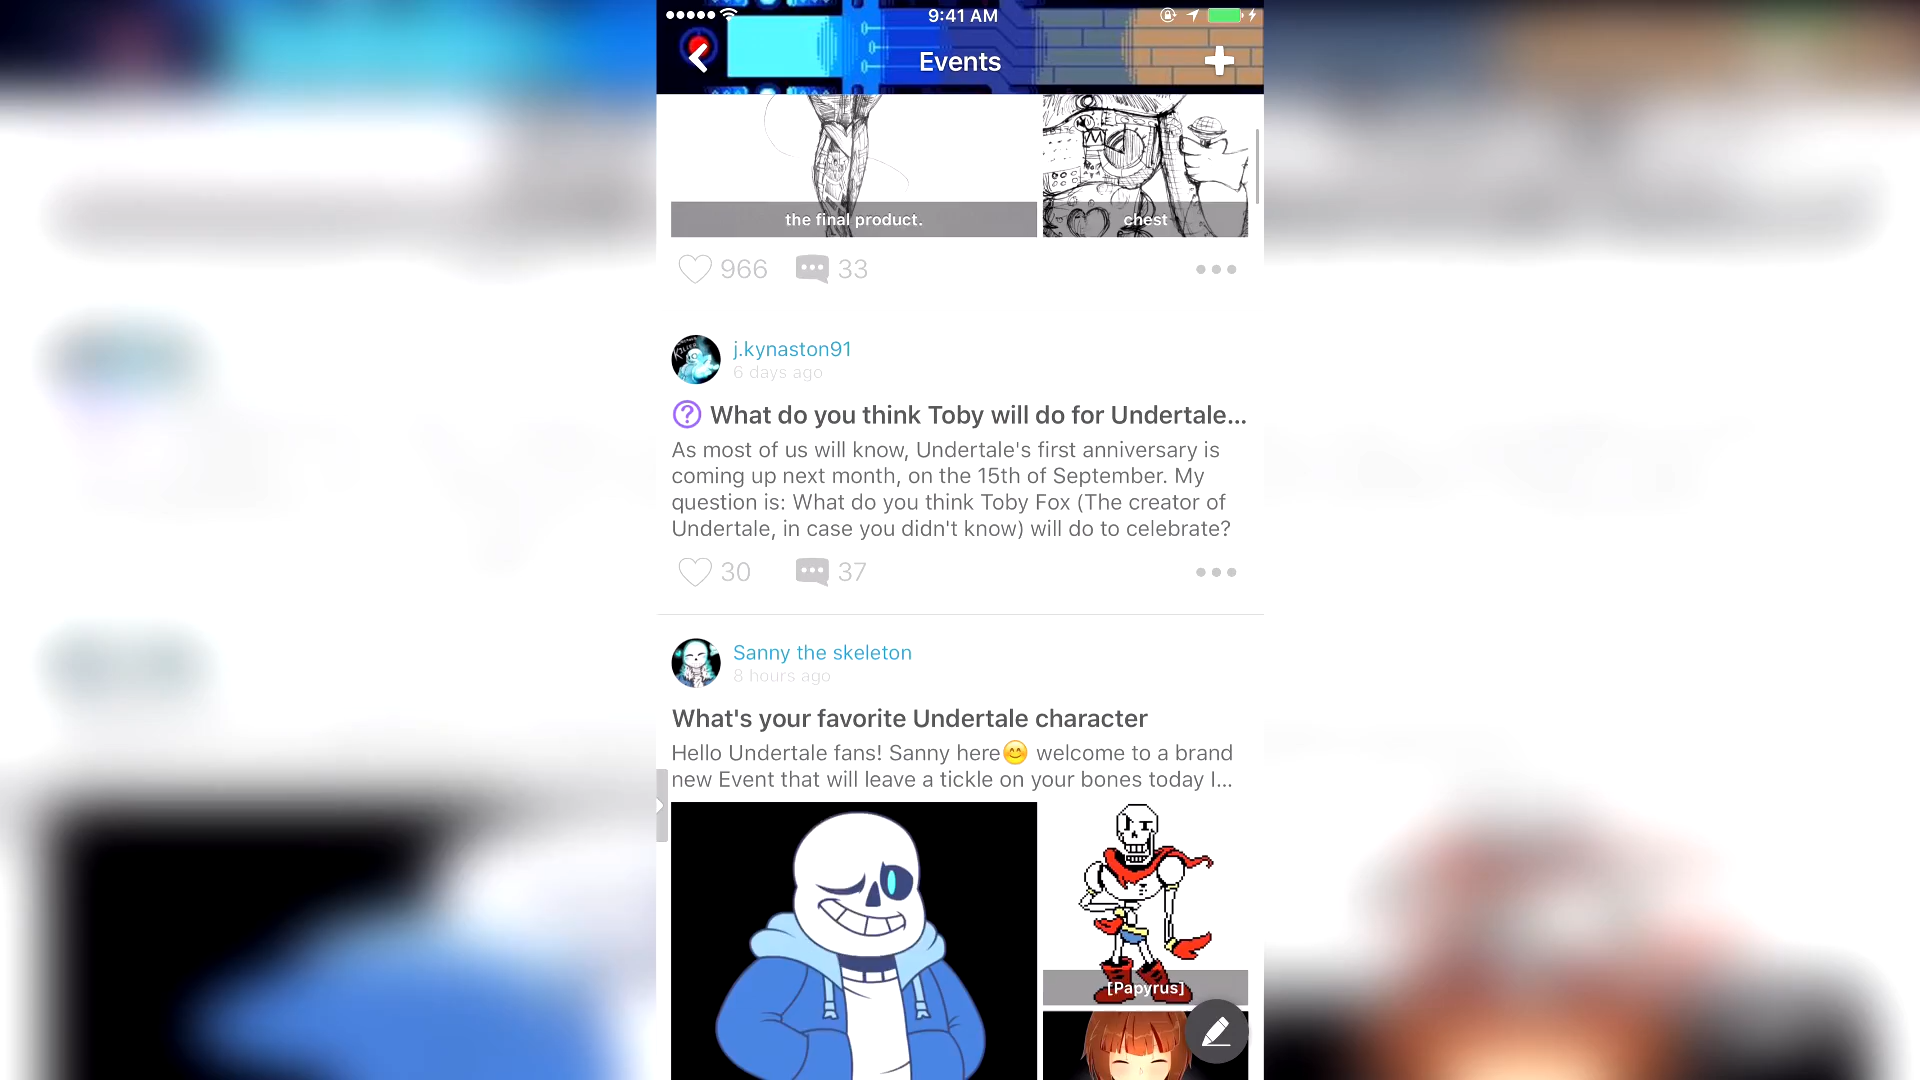 9:41 AM
Events
the final product.
chest
966
33
j.kynaston91
6 days ago
What do you think Toby will do for Undertale...
As most of us will know, Undertale's first anniversary is
coming up next month, on the 15th of September. My
question is: What do you think Toby Fox (The creator of
Undertale, in case you didn't know) will do to celebrate?
30
37
Sanny the skeleton
8 hours ago
What's your favorite Undertale character
Hello Undertale fans! Sanny here😊 welcome to a brand
new Event that will leave a tickle on your bones today I...
[Papyrus]